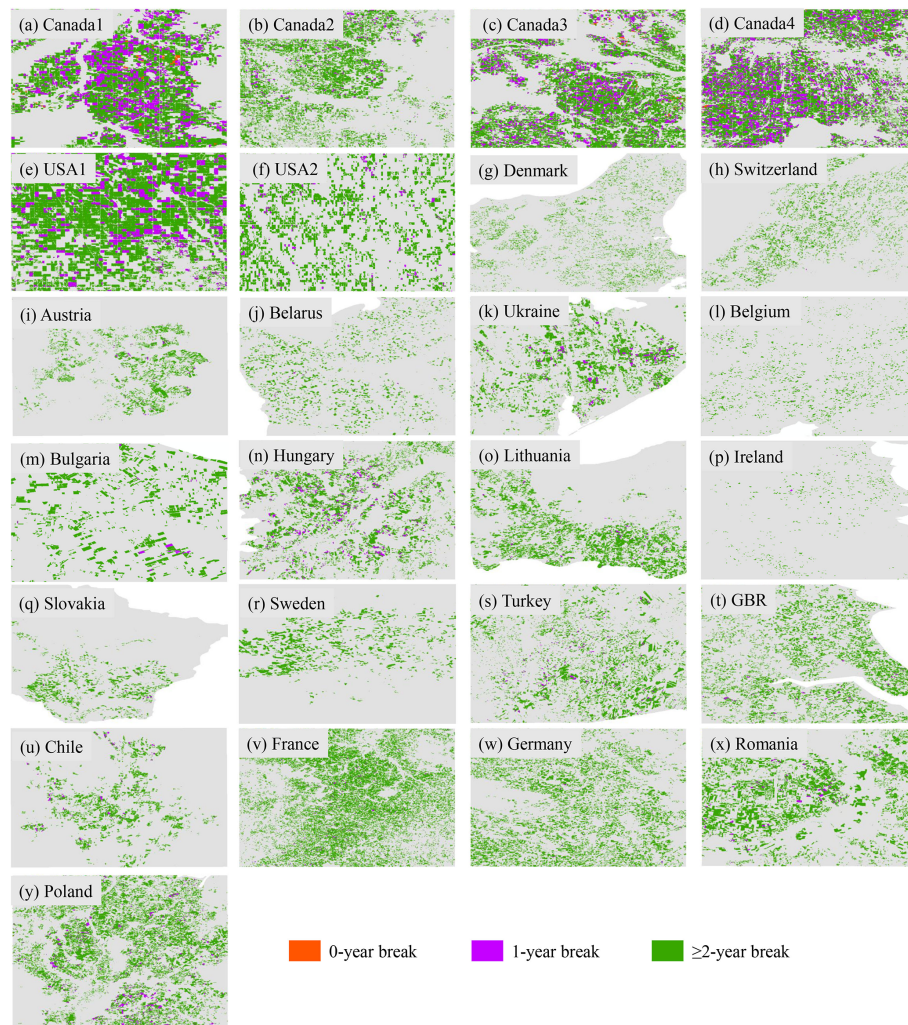 (a) Canada1
(b) Canada2
(c) Canada3
(d) Canada4
(e) USA1
(f) USA2
(g) Denmark
(h) Switzerland
(i) Austria
(j) Belarus
(k) Ukraine
(l) Belgium
(m) Bulgaria
(n) Hungary
(o) Lithuania
(p) Ireland
(q) Slovakia
(r) Sweden
(s) Turkey
(t) GBR
(u) Chile
(v) France
(w) Germany
(x) Romania
(y) Poland
0-year break
1-year break
≥2-year break